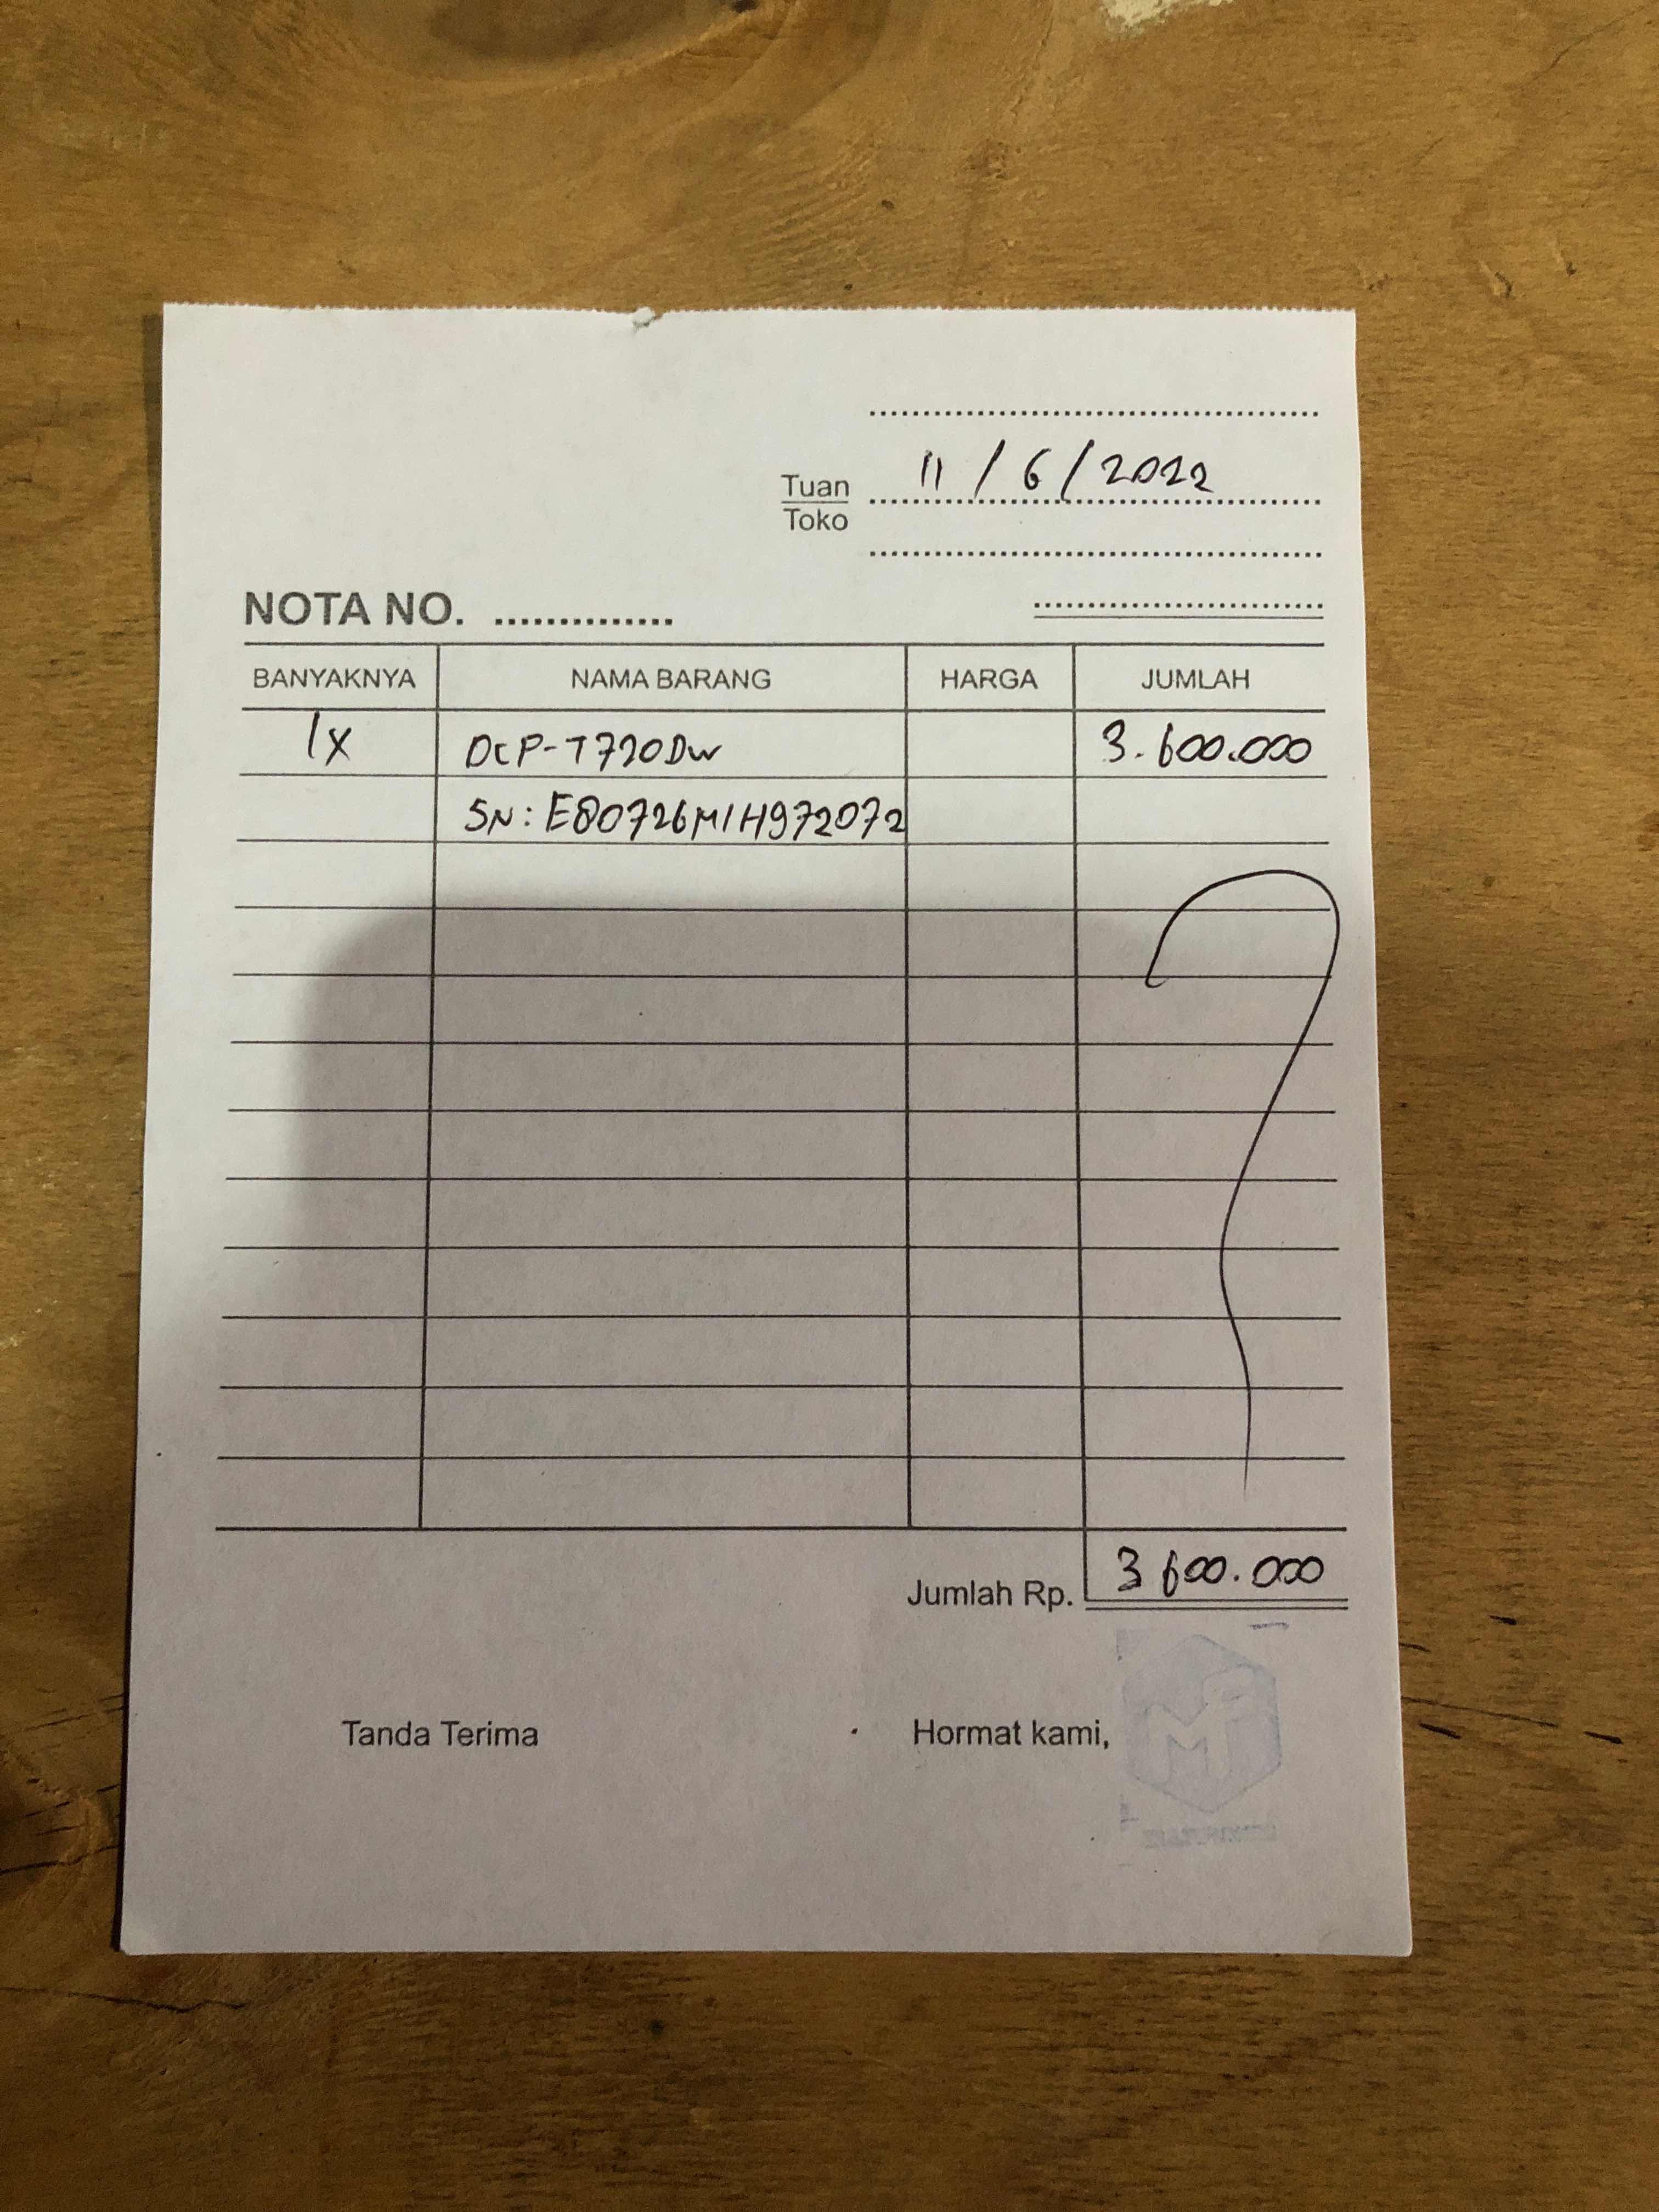 11 / 6 / 2022
Tuan
Toko
NOTA NO. ..............
BANYAKNYA NAMA BARANG HARGA JUMLAH
1x DCP-T720DW 3.600.000
SN: E80726M1H972072
Jumlah Rp. 3 600.000
Tanda Terima Hormat kami,